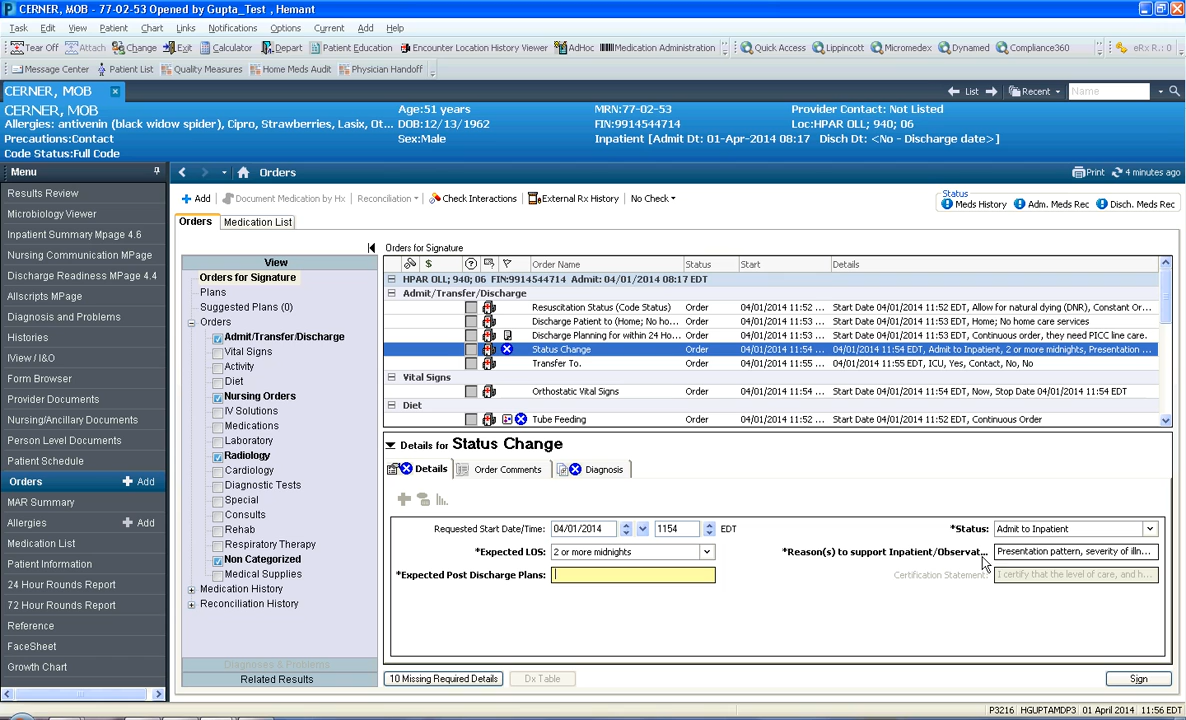 CERNER, MOB - 77-02-53 Opened by Gupta_Test , Hemant
Task Edit View Patient Chart Links Notifications Options Current Add Help
Tear Off Attach Change Exit Calculator Depart Patient Education Encounter Location History Viewer AdHoc Medication Administration Quick Access Lippincott Micromedex Dynamed Compliance360 eRx R.: 0
Message Center Patient List Quality Measures Home Meds Audit Physician Handoff
CERNER, MOB List Recent Name
CERNER, MOB Age:51 years MRN:77-02-53 Provider Contact: Not Listed
Allergies: antivenin (black widow spider), Cipro, Strawberries, Lasix, Ot... DOB:12/13/1962 FIN:9914544714 Loc:HPAR OLL; 940; 06
Precautions:Contact Sex:Male Inpatient [Admit Dt: 01-Apr-2014 08:17 Disch Dt: <No - Discharge date>]
Code Status:Full Code
Menu
Results Review
Microbiology Viewer
Inpatient Summary Mpage 4.6
Nursing Communication MPage
Discharge Readiness MPage 4.4
Allscripts MPage
Diagnosis and Problems
Histories
IView / I&O
Form Browser
Provider Documents
Nursing/Ancillary Documents
Person Level Documents
Patient Schedule
Orders Add
MAR Summary
Allergies Add
Medication List
Patient Information
24 Hour Rounds Report
72 Hour Rounds Report
Reference
FaceSheet
Growth Chart
Orders Print 4 minutes ago
Add Document Medication by Hx Reconciliation Check Interactions External Rx History No Check
Status
Meds History Adm. Meds Rec Disch. Meds Rec
Orders Medication List
View
Orders for Signature
Plans
Suggested Plans (0)
Orders
Admit/Transfer/Discharge
Vital Signs
Activity
Diet
Nursing Orders
IV Solutions
Medications
Laboratory
Radiology
Cardiology
Diagnostic Tests
Special
Consults
Rehab
Respiratory Therapy
Non Categorized
Medical Supplies
Medication History
Reconciliation History
Diagnoses & Problems
Related Results
Orders for Signature
$ Order Name Status Start Details
HPAR OLL; 940; 06 FIN:9914544714 Admit: 04/01/2014 08:17 EDT
Admit/Transfer/Discharge
Resuscitation Status (Code Status) Order 04/01/2014 11:52 ... Start Date 04/01/2014 11:52 EDT, Allow for natural dying (DNR), Constant Or...
Discharge Patient to (Home; No ho... Order 04/01/2014 11:53 ... Start Date 04/01/2014 11:53 EDT, Home; No home care services
Discharge Planning for within 24 Ho... Order 04/01/2014 11:53 ... Start Date 04/01/2014 11:53 EDT, Continuous order, they need PICC line care.
Status Change Order 04/01/2014 11:54 ... 04/01/2014 11:54 EDT, Admit to Inpatient, 2 or more midnights, Presentation ...
Transfer To. Order 04/01/2014 11:55 ... 04/01/2014 11:55 EDT, ICU, Yes, Contact, No, No
Vital Signs
Orthostatic Vital Signs Order 04/01/2014 11:54 ... Start Date 04/01/2014 11:54 EDT, Now, Stop Date 04/01/2014 11:54 EDT
Diet
Tube Feeding Order 04/01/2014 11:52 ... Start Date 04/01/2014 11:52 EDT, Continuous Order
Details for Status Change
Details Order Comments Diagnosis
Requested Start Date/Time: 04/01/2014 1154 EDT *Status: Admit to Inpatient
*Expected LOS: 2 or more midnights *Reason(s) to support Inpatient/Observat... Presentation pattern, severity of illn...
*Expected Post Discharge Plans: Certification Statement: I certify that the level of care, and h...
10 Missing Required Details Dx Table Sign
P3216 HGUPTAMDP3 01 April 2014 11:56 EDT